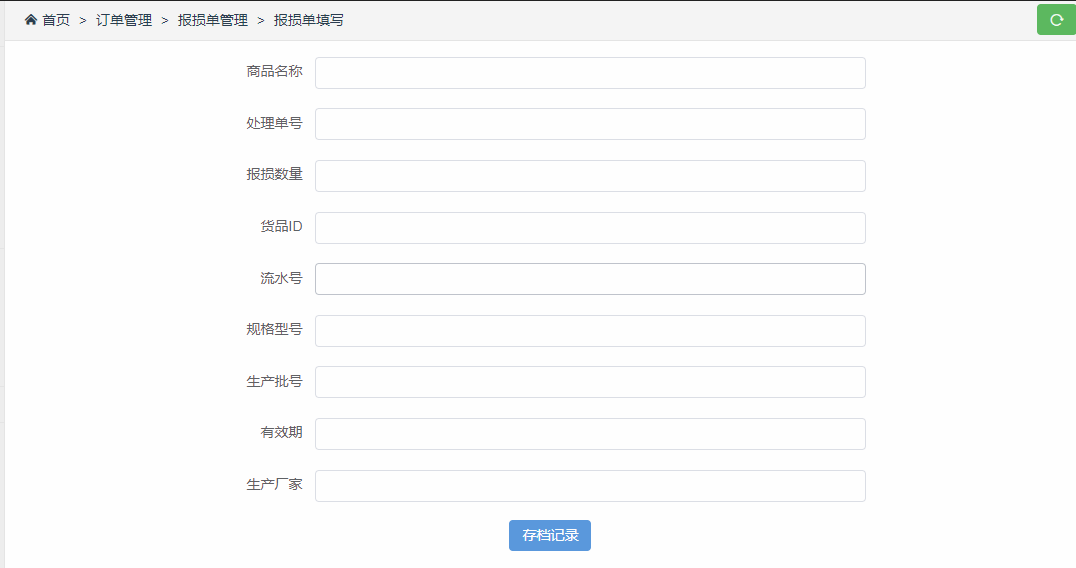 首页 > 订单管理 > 报损单管理 > 报损单填写
商品名称
处理单号
报损数量
货品ID
流水号
规格型号
生产批号
有效期
生产厂家
存档记录